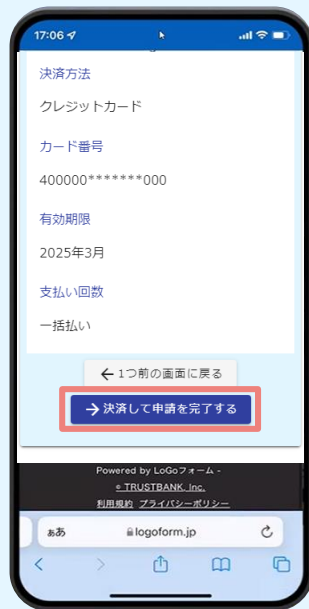 17:06
決済方法
クレジットカード
カード番号
400000*******000
有効期限
2025年3月
支払い回数
一括払い
← 1つ前の画面に戻る
→ 決済して申請を完了する
Powered by LoGoフォーム -
© TRUSTBANK, Inc.
利用規約 プライバシーポリシー
ぁあ logoform.jp